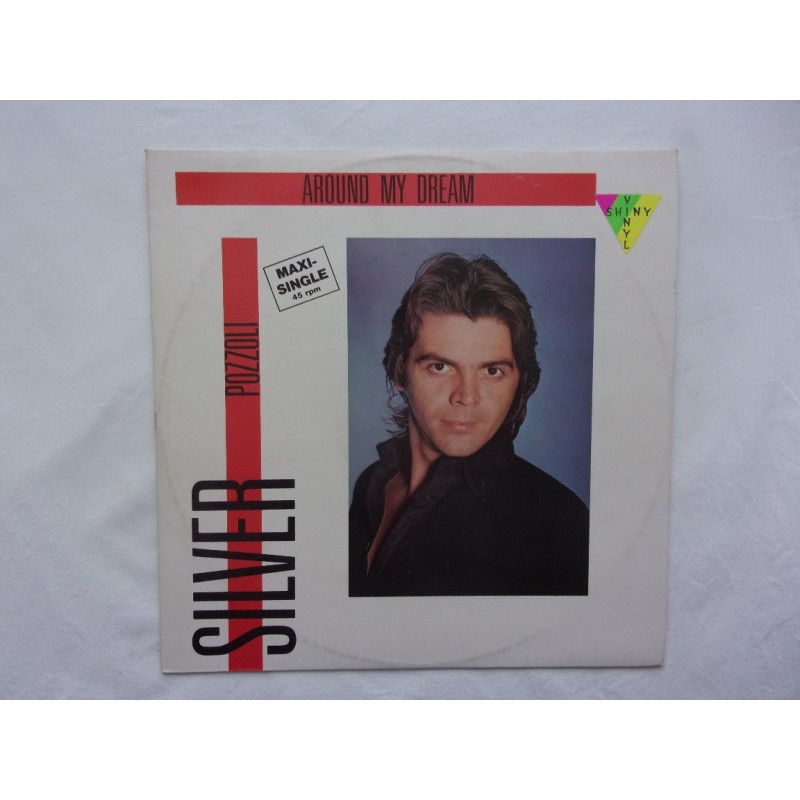 AROUND MY DREAM
SHINY
VINYL
MAXI-
SINGLE
45 rpm
POZZOLI
SILVER